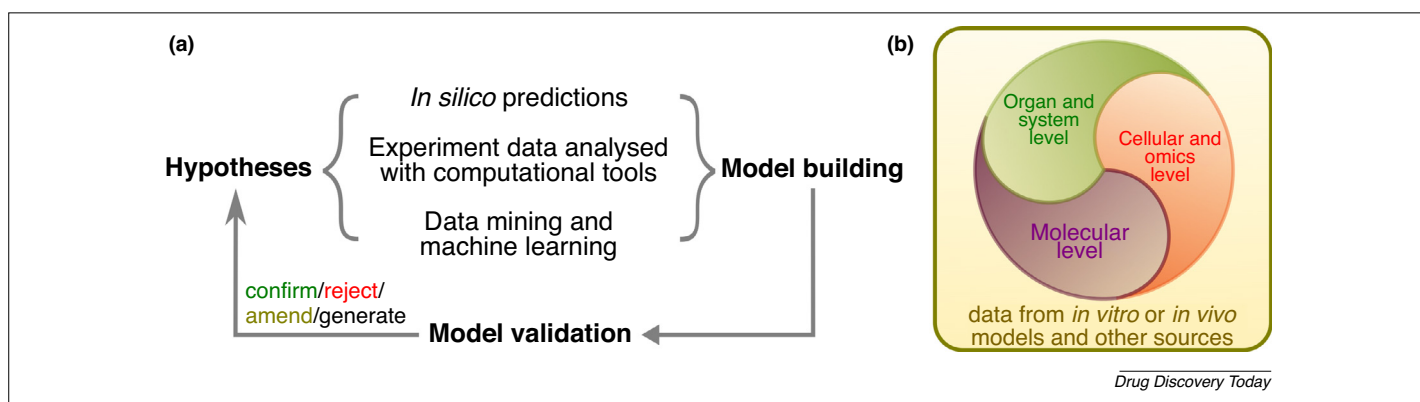 (a)
In silico predictions
Experiment data analysed
with computational tools
Data mining and
machine learning
Hypotheses
Model building
confirm/reject/
amend/generate
Model validation
(b)
Organ and
system
level
Cellular and
omics
level
Molecular
level
data from in vitro or in vivo
models and other sources
Drug Discovery Today